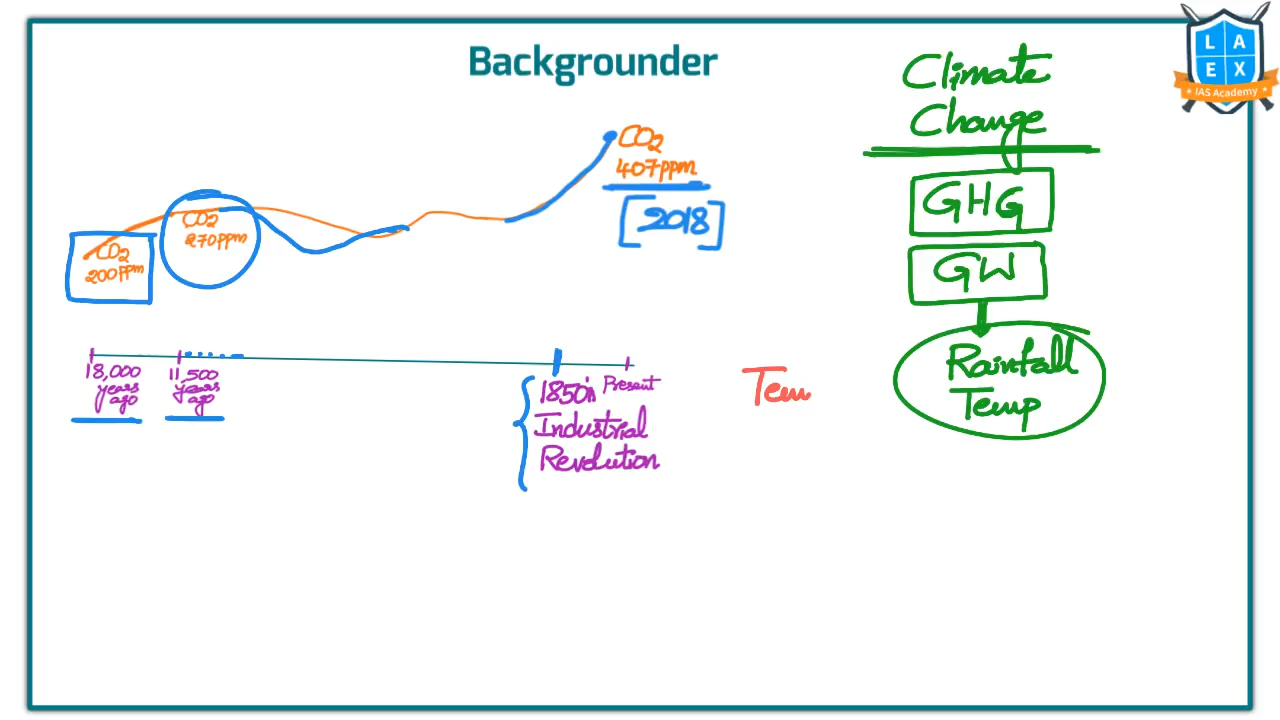 Backgrounder
L A
E X
IAS Academy
Climate
Change
CO2
407ppm
[2018]
CO2
270ppm
CO2
200ppm
GHG
GW
Rainfall
Temp
18,000
years
ago
11,500
years
ago
Present
Industrial
Revolution
Tem